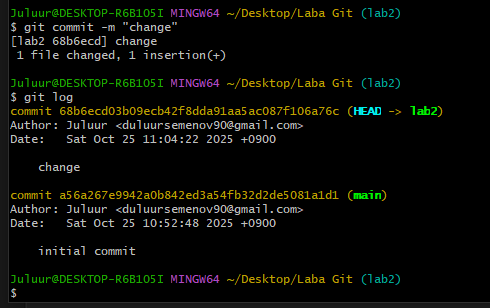 Juluur@DESKTOP-R6B105I MINGW64 ~/Desktop/Laba Git (lab2)
$ git commit -m "change"
[lab2 68b6ecd] change
 1 file changed, 1 insertion(+)

Juluur@DESKTOP-R6B105I MINGW64 ~/Desktop/Laba Git (lab2)
$ git log
commit 68b6ecd03b09ecb42f8dda91aa5ac087f106a76c (HEAD -> lab2)
Author: Juluur <duluursemenov90@gmail.com>
Date:   Sat Oct 25 11:04:22 2025 +0900

    change

commit a56a267e9942a0b842ed3a54fb32d2de5081a1d1 (main)
Author: Juluur <duluursemenov90@gmail.com>
Date:   Sat Oct 25 10:52:48 2025 +0900

    initial commit

Juluur@DESKTOP-R6B105I MINGW64 ~/Desktop/Laba Git (lab2)
$